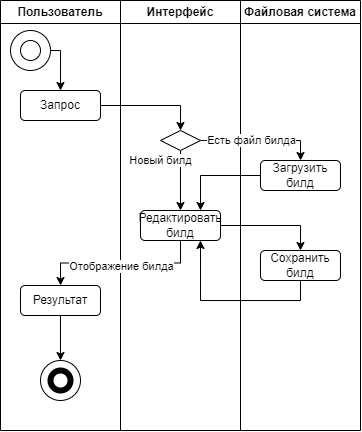 Пользователь
Интерфейс
Файловая система
Запрос
Есть файл билда
Новый билд
Загрузить
билд
Редактировать
билд
Сохранить
билд
Отображение билда
Результат